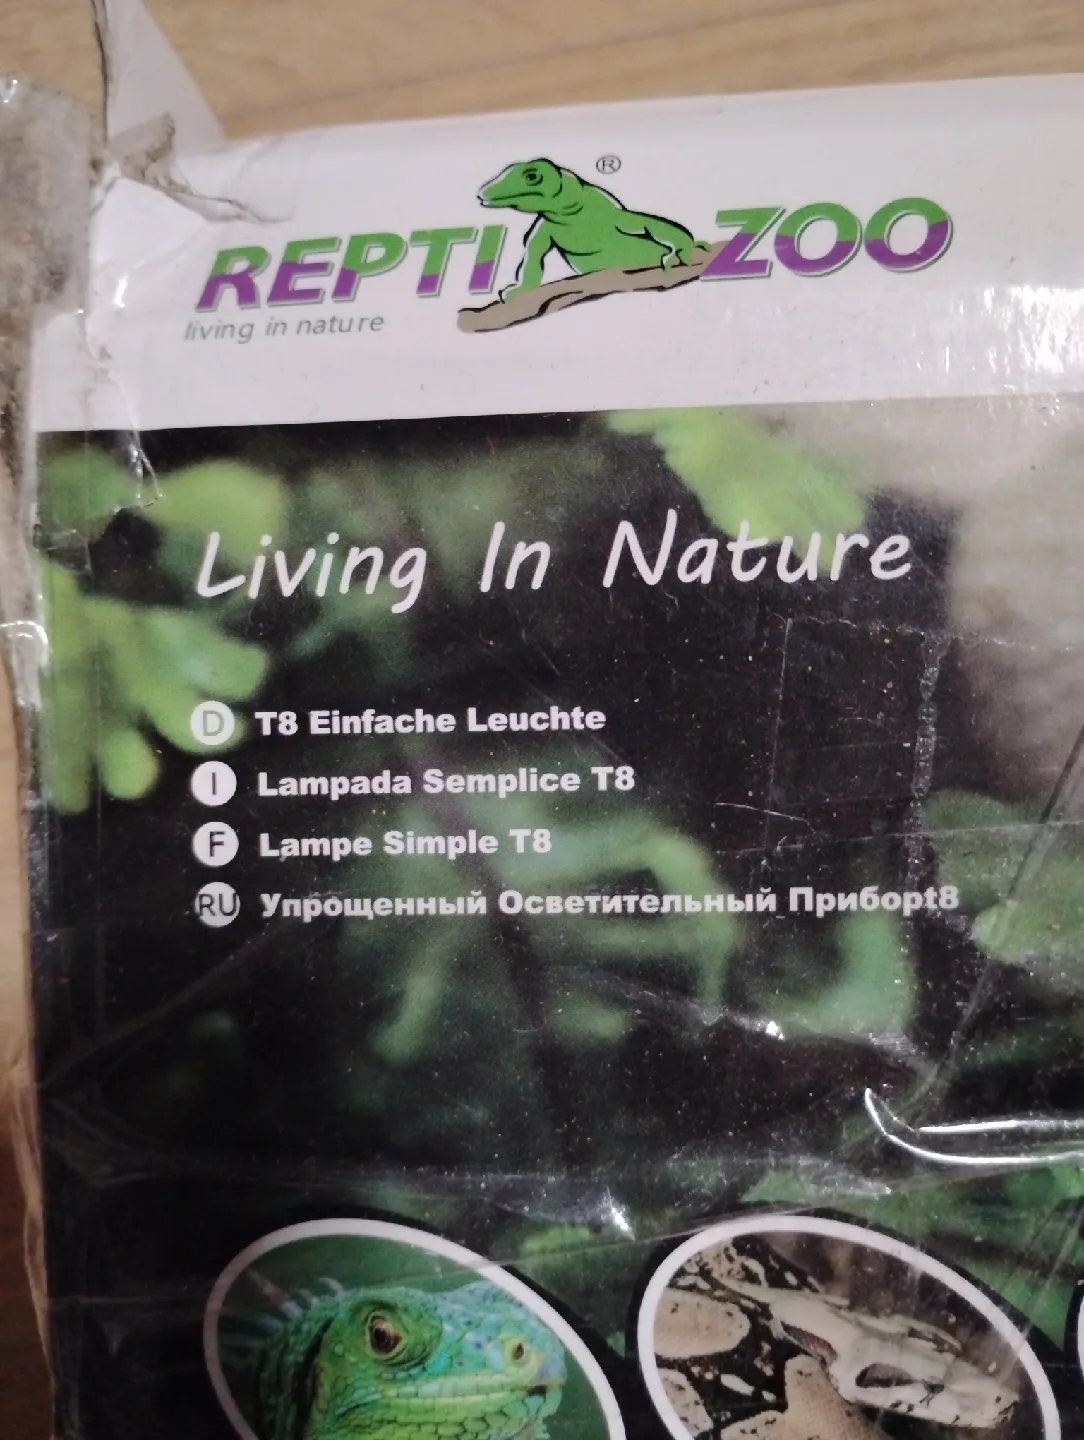 REPTI ZOO ®
living in nature
Living In Nature
D T8 Einfache Leuchte
I Lampada Semplice T8
F Lampe Simple T8
RU Упрощенный Осветительный Приборt8